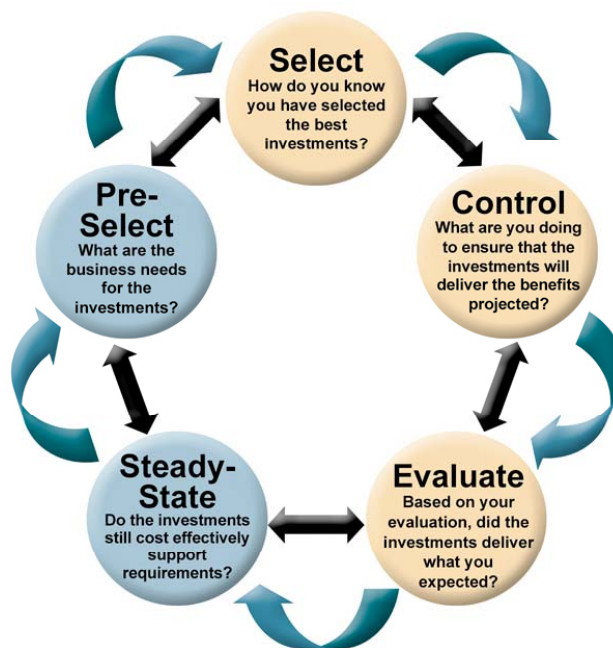 Select
How do you know
you have selected
the best
investments?
Pre-
Select
What are the
business needs
for the
investments?
Control
What are you doing
to ensure that the
investments will
deliver the benefits
projected?
Steady-
State
Do the investments
still cost effectively
support
requirements?
Evaluate
Based on your
evaluation, did the
investments deliver
what you
expected?